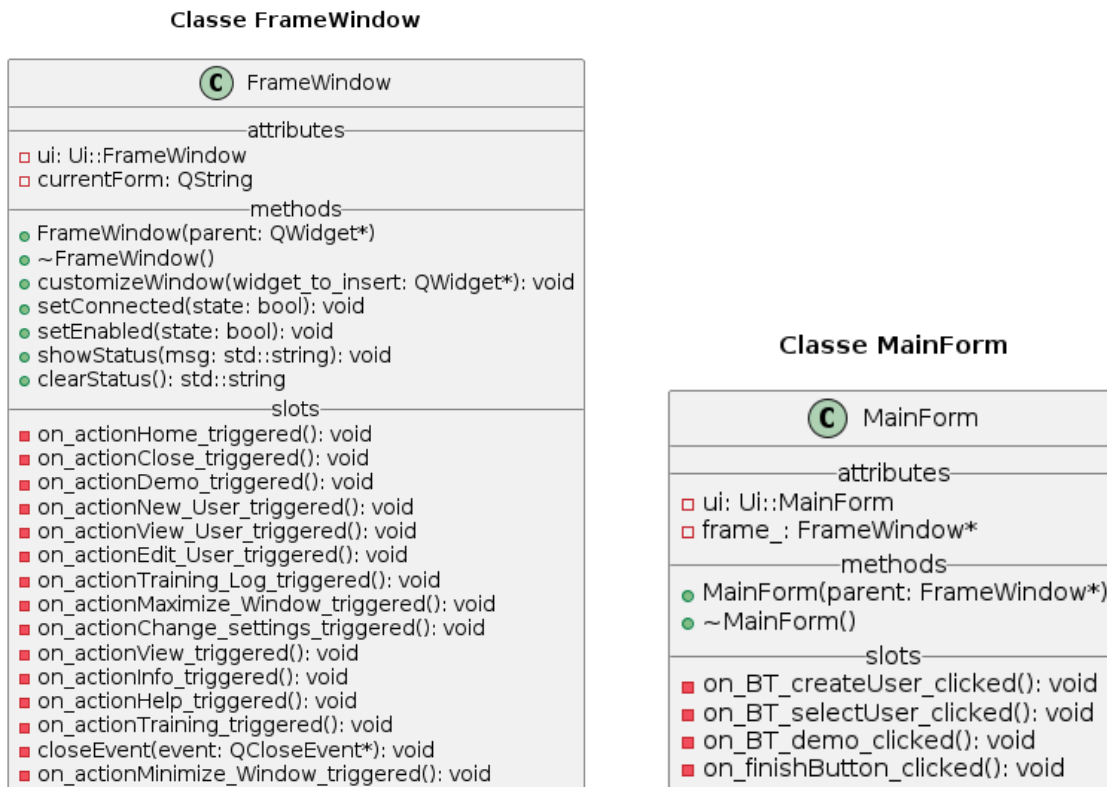 Classe FrameWindow
C FrameWindow
attributes
ui: Ui::FrameWindow
currentForm: QString
methods
FrameWindow(parent: QWidget*)
~FrameWindow()
customizeWindow(widget_to_insert: QWidget*): void
setConnected(state: bool): void
setEnabled(state: bool): void
showStatus(msg: std::string): void
clearStatus(): std::string
slots
on_actionHome_triggered(): void
on_actionClose_triggered(): void
on_actionDemo_triggered(): void
on_actionNew_User_triggered(): void
on_actionView_User_triggered(): void
on_actionEdit_User_triggered(): void
on_actionTraining_Log_triggered(): void
on_actionMaximize_Window_triggered(): void
on_actionChange_settings_triggered(): void
on_actionView_triggered(): void
on_actionInfo_triggered(): void
on_actionHelp_triggered(): void
on_actionTraining_triggered(): void
closeEvent(event: QCloseEvent*): void
on_actionMinimize_Window_triggered(): void
Classe MainForm
C MainForm
attributes
ui: Ui::MainForm
frame_: FrameWindow*
methods
MainForm(parent: FrameWindow*)
~MainForm()
slots
on_BT_createUser_clicked(): void
on_BT_selectUser_clicked(): void
on_BT_demo_clicked(): void
on_finishButton_clicked(): void